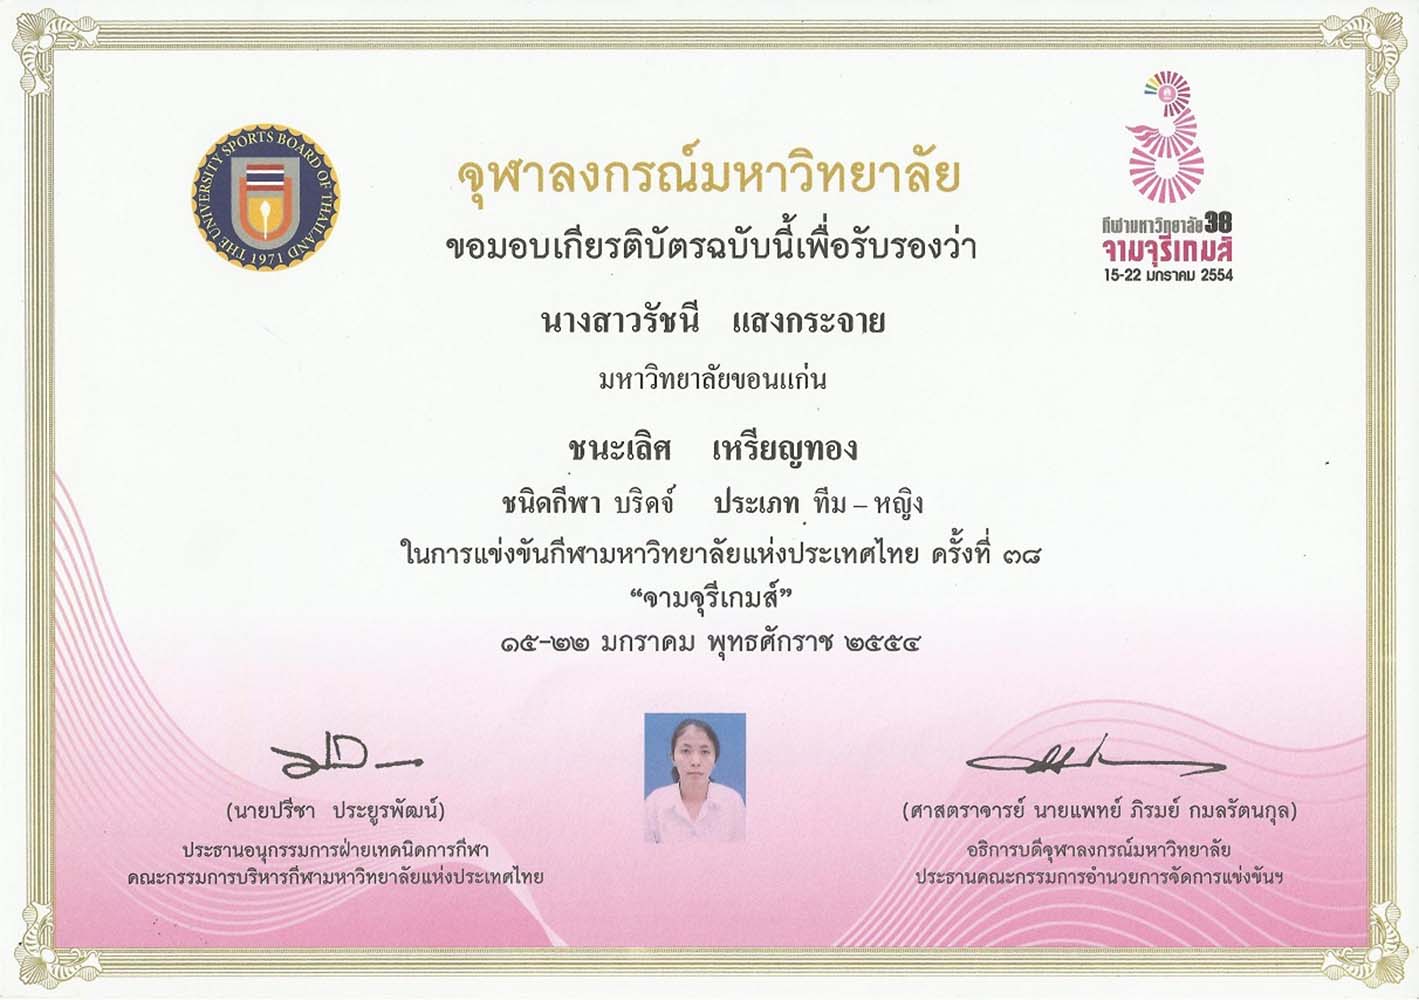 THE UNIVERSITY SPORTS BOARD OF THAILAND
1971
จุฬาลงกรณ์มหาวิทยาลัย
กีฬามหาวิทยาลัย 38
จามจุรีเกมส์
15-22 มกราคม 2554
ขอมอบเกียรติบัตรฉบับนี้เพื่อรับรองว่า
นางสาวรัชนี แสงกระจาย
มหาวิทยาลัยขอนแก่น
ชนะเลิศ เหรียญทอง
ชนิดกีฬา บริดจ์ ประเภท ทีม – หญิง
ในการแข่งขันกีฬามหาวิทยาลัยแห่งประเทศไทย ครั้งที่ ๓๘
“จามจุรีเกมส์”
๑๕-๒๒ มกราคม พุทธศักราช ๒๕๕๔
(นายปรีชา ประยูรพัฒน์)
ประธานอนุกรรมการฝ่ายเทคนิคการกีฬา
คณะกรรมการบริหารกีฬามหาวิทยาลัยแห่งประเทศไทย
(ศาสตราจารย์ นายแพทย์ ภิรมย์ กมลรัตนกุล)
อธิการบดีจุฬาลงกรณ์มหาวิทยาลัย
ประธานคณะกรรมการอำนวยการจัดการแข่งขันฯ